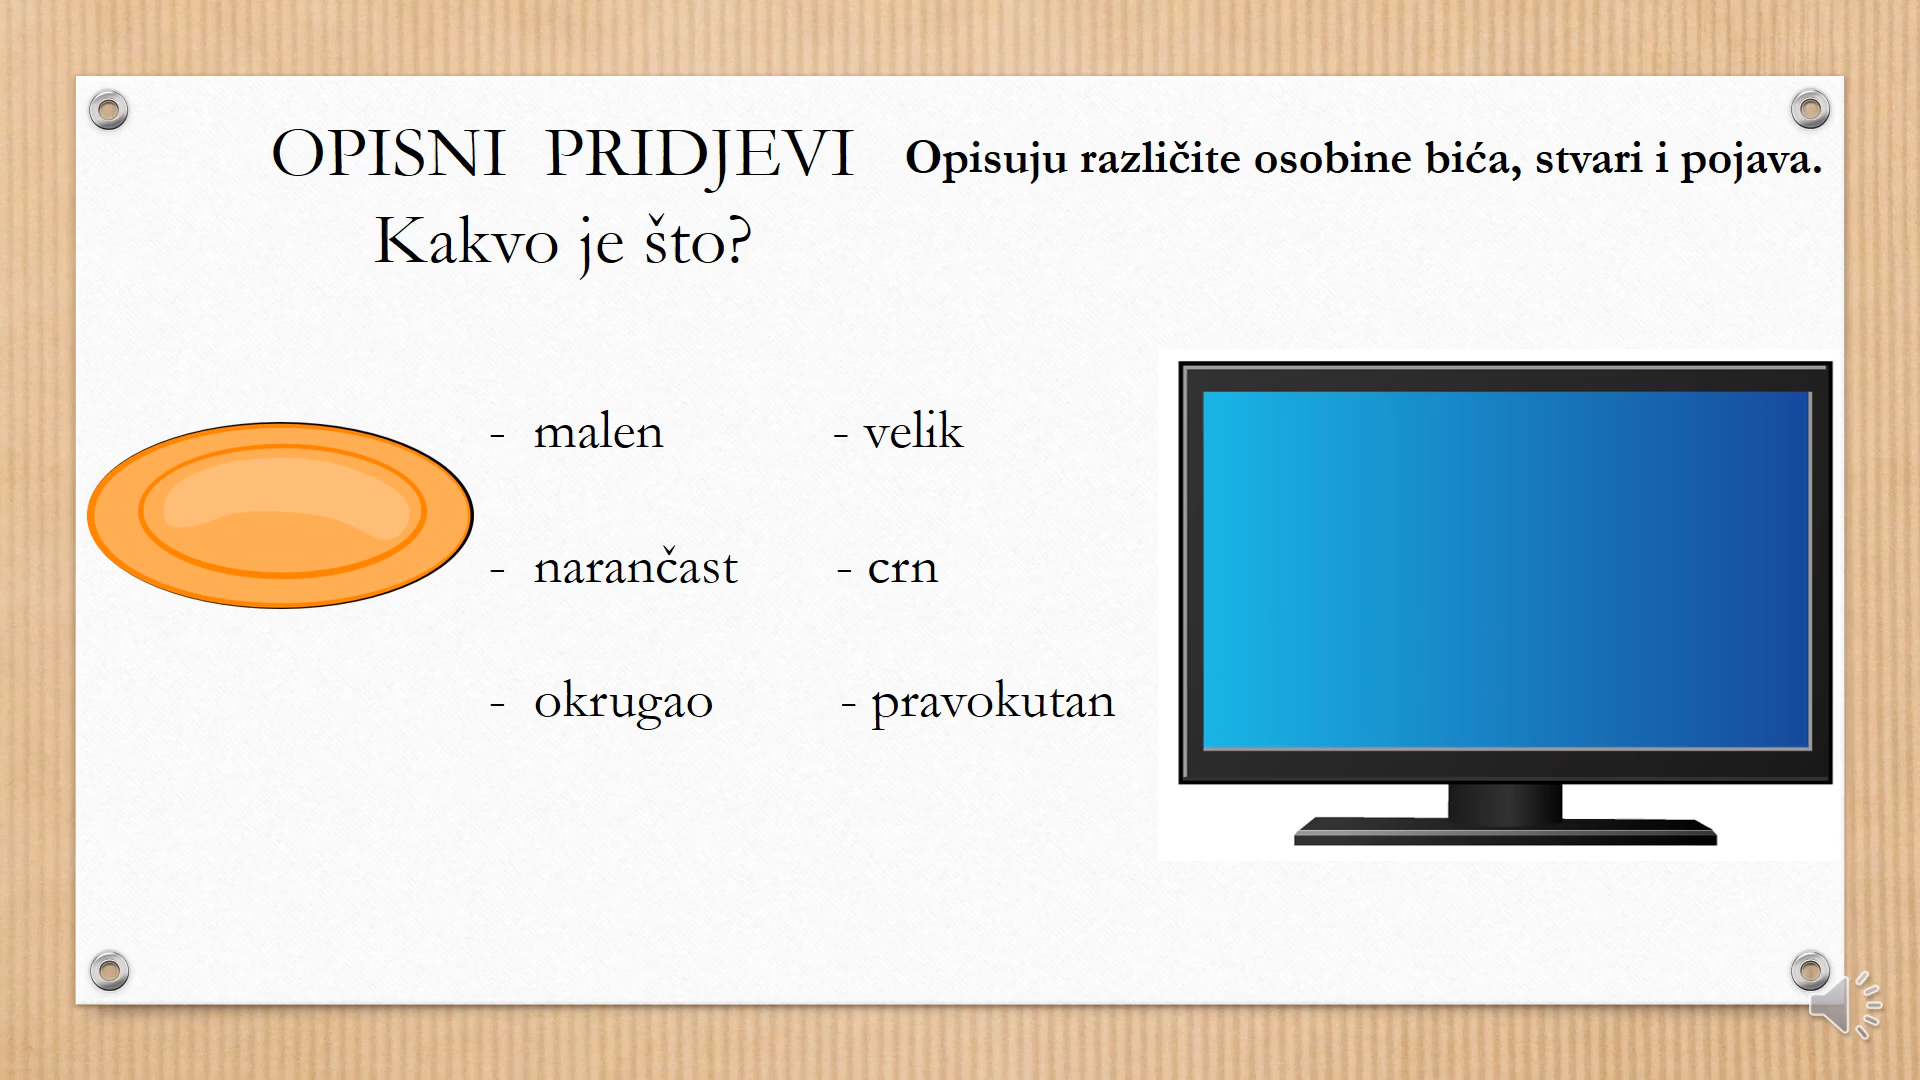 OPISNI PRIDJEVI
Kakvo je što?
Opisuju različite osobine bića, stvari i pojava.
- malen
- narančast
- okrugao
- velik
- crn
- pravokutan